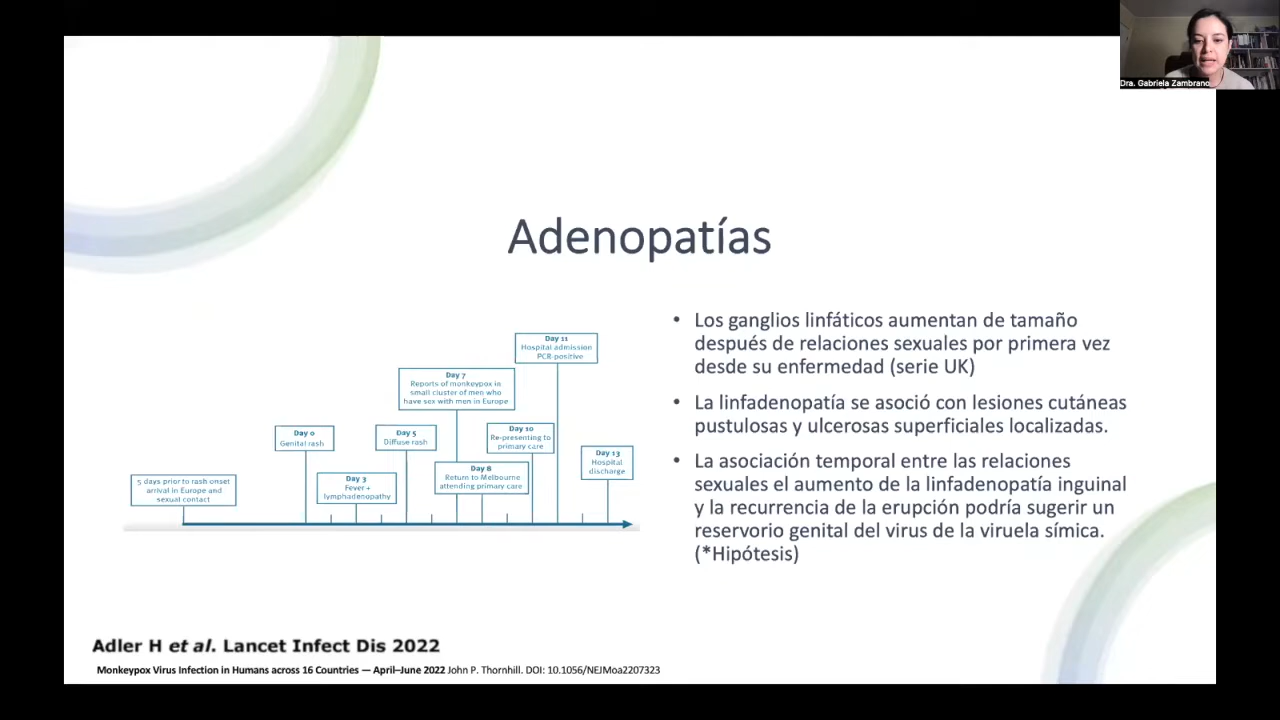 Dra. Gabriela Zambrano
Adenopatías
Day 11
Hospital admission
PCR-positive
Day 7
Reports of monkeypox in
small cluster of men who
have sex with men in Europe
Day 0
Genital rash
Day 5
Diffuse rash
Day 10
Re-presenting to
primary care
Day 13
Hospital
discharge
5 days prior to rash onset
arrival in Europe and
sexual contact
Day 3
Fever +
lymphadenopathy
Day 8
Return to Melbourne
attending primary care
• Los ganglios linfáticos aumentan de tamaño
después de relaciones sexuales por primera vez
desde su enfermedad (serie UK)
• La linfadenopatía se asoció con lesiones cutáneas
pustulosas y ulcerosas superficiales localizadas.
• La asociación temporal entre las relaciones
sexuales el aumento de la linfadenopatía inguinal
y la recurrencia de la erupción podría sugerir un
reservorio genital del virus de la viruela símica.
(*Hipótesis)
Adler H et al. Lancet Infect Dis 2022
Monkeypox Virus Infection in Humans across 16 Countries — April–June 2022 John P. Thornhill. DOI: 10.1056/NEJMoa2207323